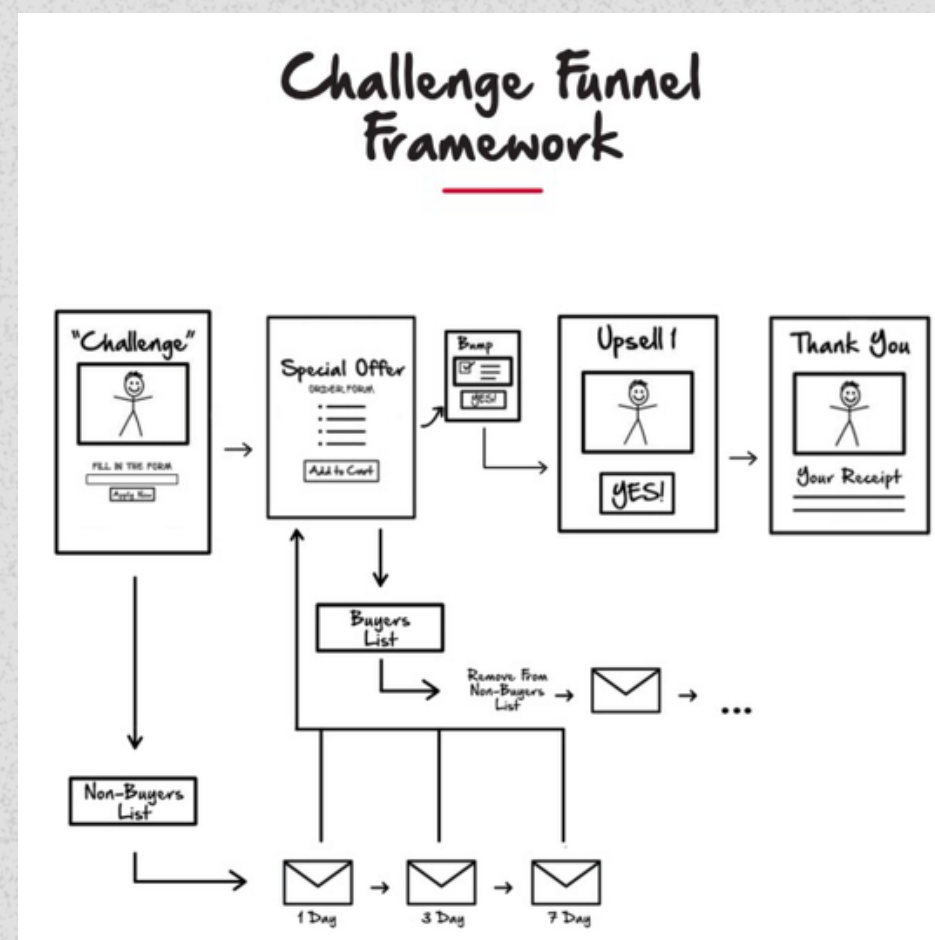 Challenge Funnel
Framework
"Challenge"
FILL IN THE FORM
Apply Now
Special Offer
ORDER FORM
Add to Cart
Bump
YES!
Upsell 1
YES!
Thank You
Your Receipt
Buyers
List
Remove From
Non-Buyers
List
...
Non-Buyers
List
1 Day
3 Day
7 Day